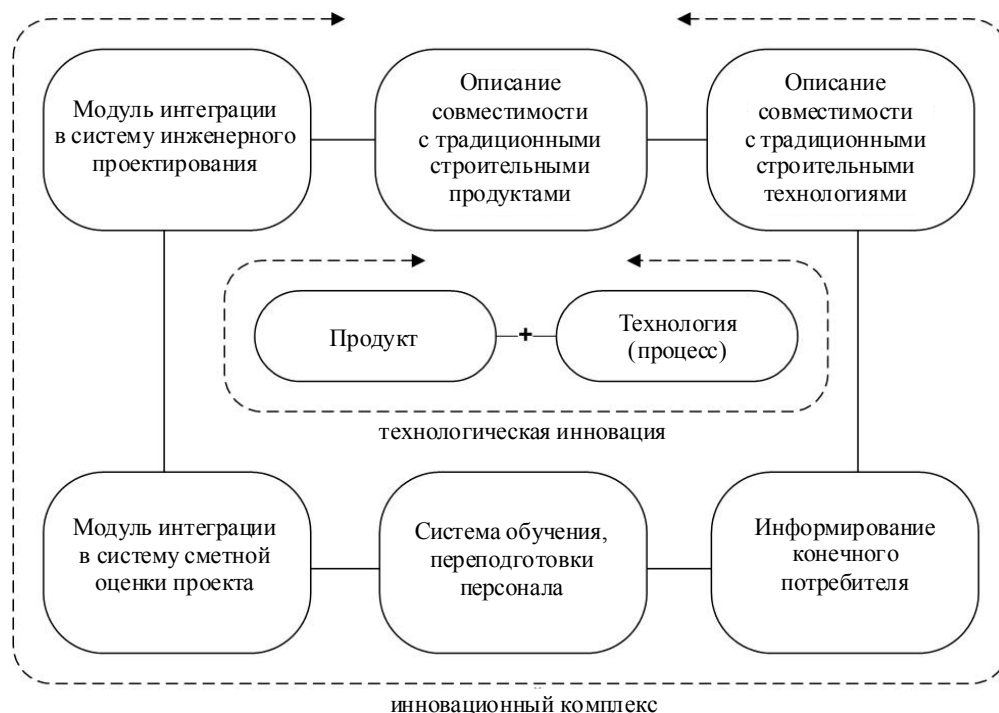 Модуль интеграции
в систему инженерного
проектирования
Описание
совместимости
с традиционными
строительными
продуктами
Описание
совместимости
с традиционными
строительными
технологиями
Продукт
+
Технология
(процесс)
технологическая инновация
Модуль интеграции
в систему сметной
оценки проекта
Система обучения,
переподготовки
персонала
Информирование
конечного
потребителя
инновационный комплекс